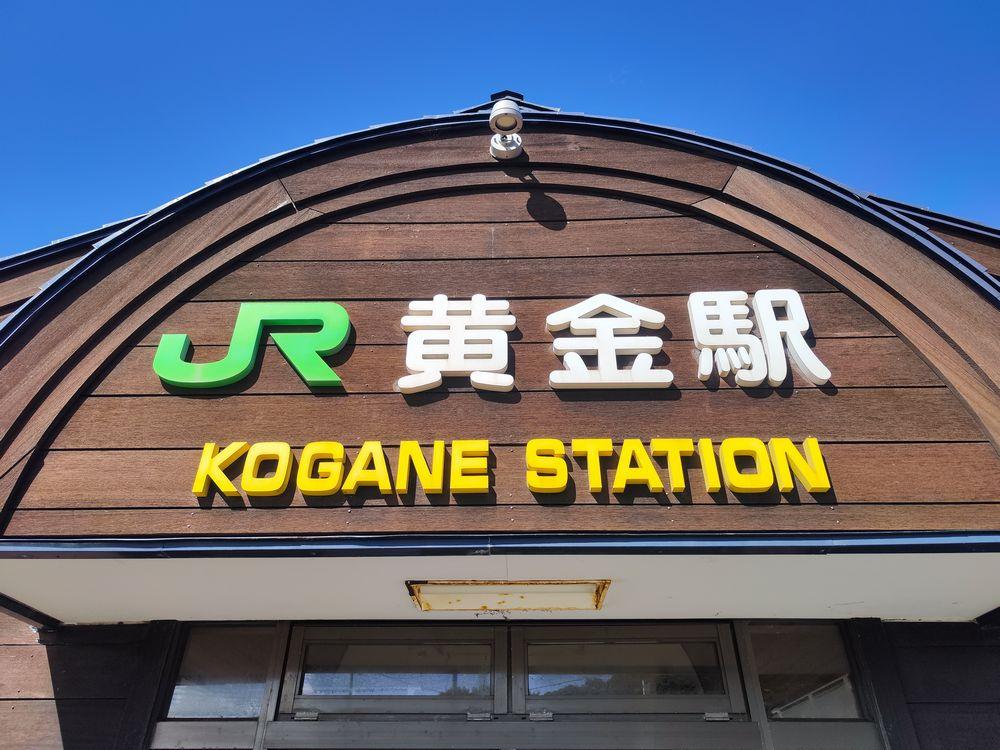 JR 黄金駅
KOGANE STATION